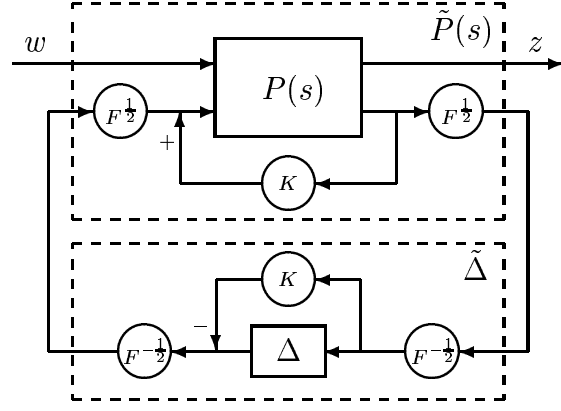 w
P̃(s)
z
F^{1/2}
P(s)
F^{1/2}
+
K
Δ̃
K
−
F^{-1/2}
Δ
F^{-1/2}